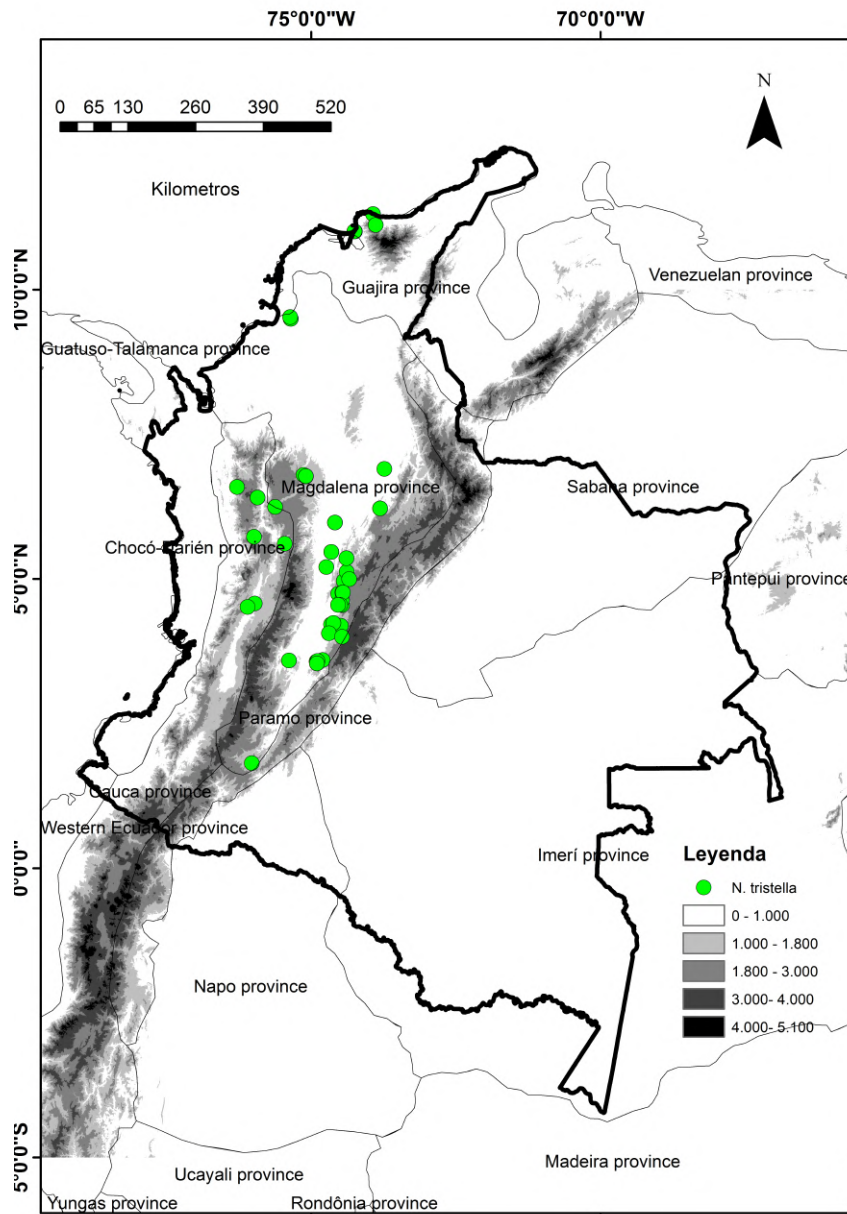 75°0'0"W 70°0'0"W
N
0 65 130 260 390 520
Kilometros
10°0'0"N
Guajira province
Venezuelan province
Guatuso-Talamanca province
Magdalena province
Sabana province
Chocó-Darién province
5°0'0"N
Pantepui province
Paramo province
Cauca province
Western Ecuador province
Imerí province
0°0'0"
Leyenda
N. tristella
0 - 1.000
1.000 - 1.800
1.800 - 3.000
3.000- 4.000
4.000- 5.100
Napo province
5°0'0"S
Ucayali province
Madeira province
Yungas province
Rondônia province